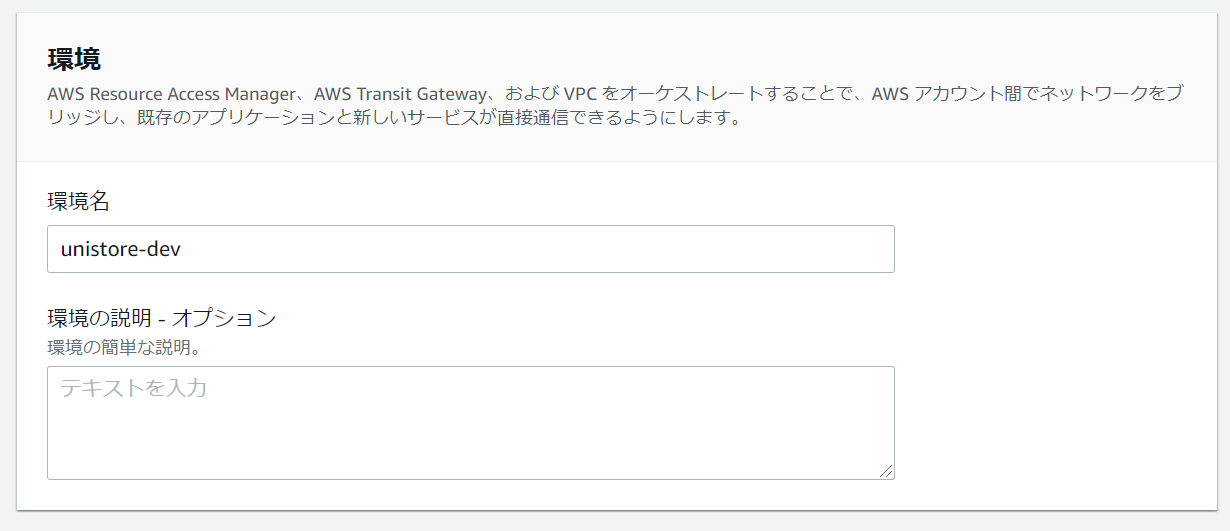 環境
AWS Resource Access Manager、AWS Transit Gateway、および VPC をオーケストレートすることで、AWS アカウント間でネットワークをブ
リッジし、既存のアプリケーションと新しいサービスが直接通信できるようにします。
環境名
unistore-dev
環境の説明 - オプション
環境の簡単な説明。
テキストを入力